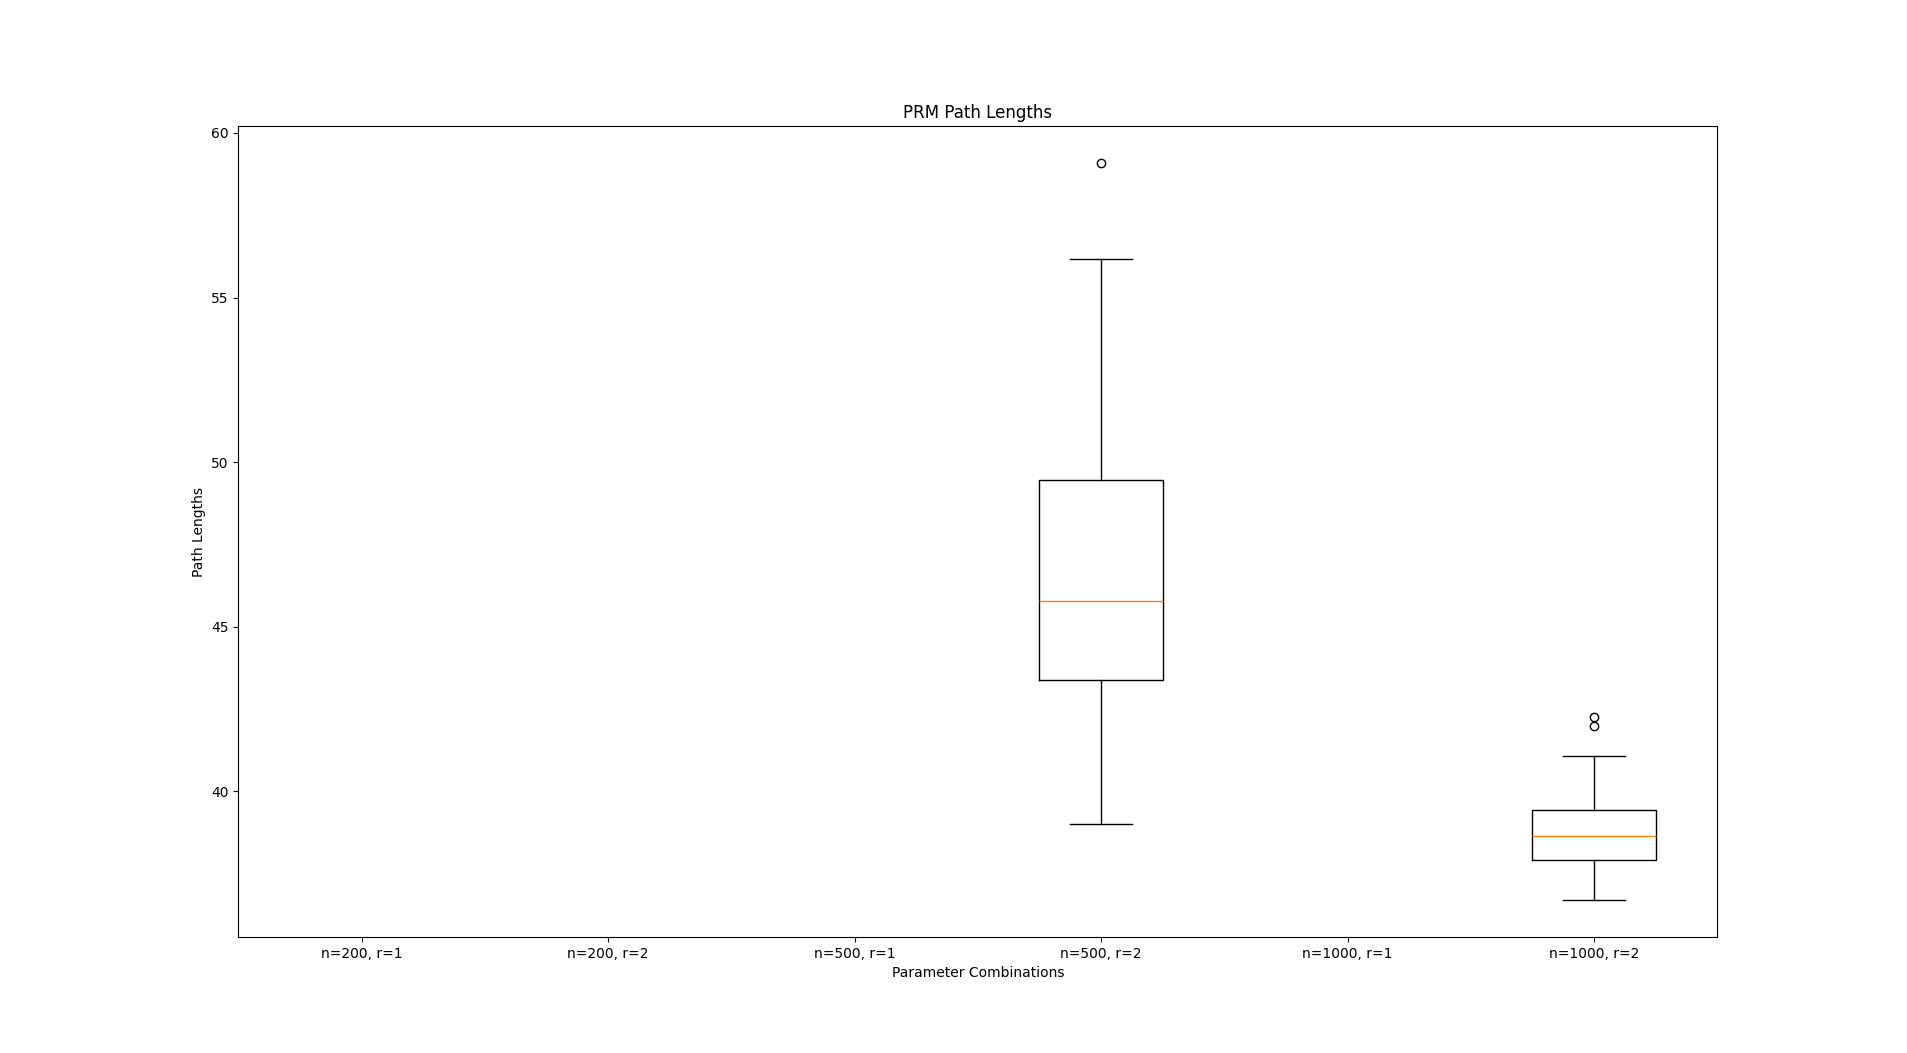 PRM Path Lengths
60
55
50
45
40
Path Lengths
n=200, r=1
n=200, r=2
n=500, r=1
n=500, r=2
n=1000, r=1
n=1000, r=2
Parameter Combinations